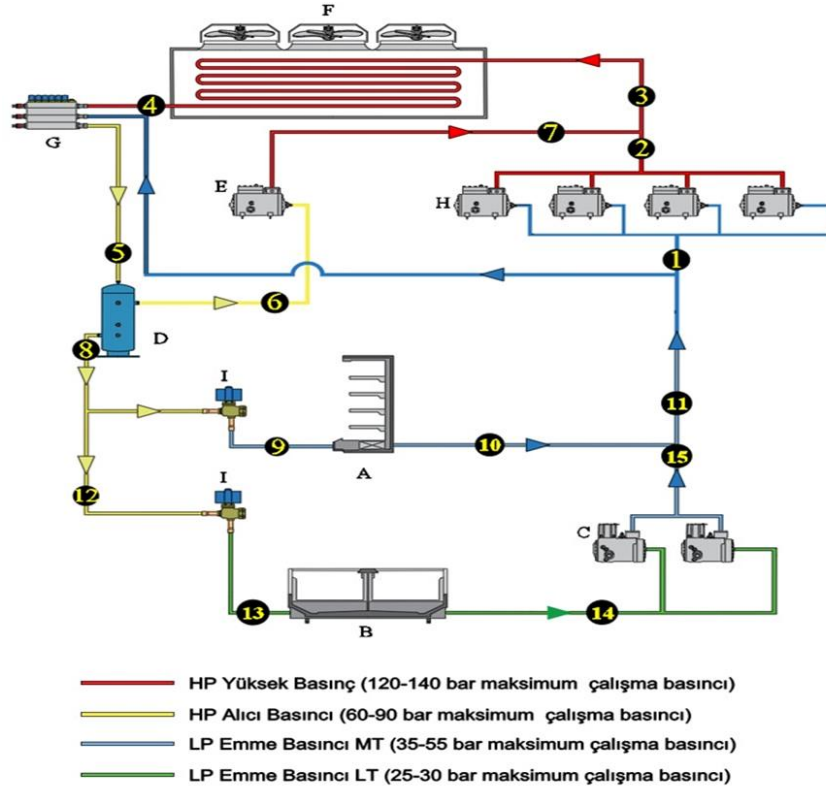 F
4
3
G
7
2
E
H
5
1
6
D
8
I
11
9
10
A
15
12
I
C
13
14
B
HP Yüksek Basınç (120-140 bar maksimum çalışma basıncı)
HP Alıcı Basıncı (60-90 bar maksimum çalışma basıncı)
LP Emme Basıncı MT (35-55 bar maksimum çalışma basıncı)
LP Emme Basıncı LT (25-30 bar maksimum çalışma basıncı)